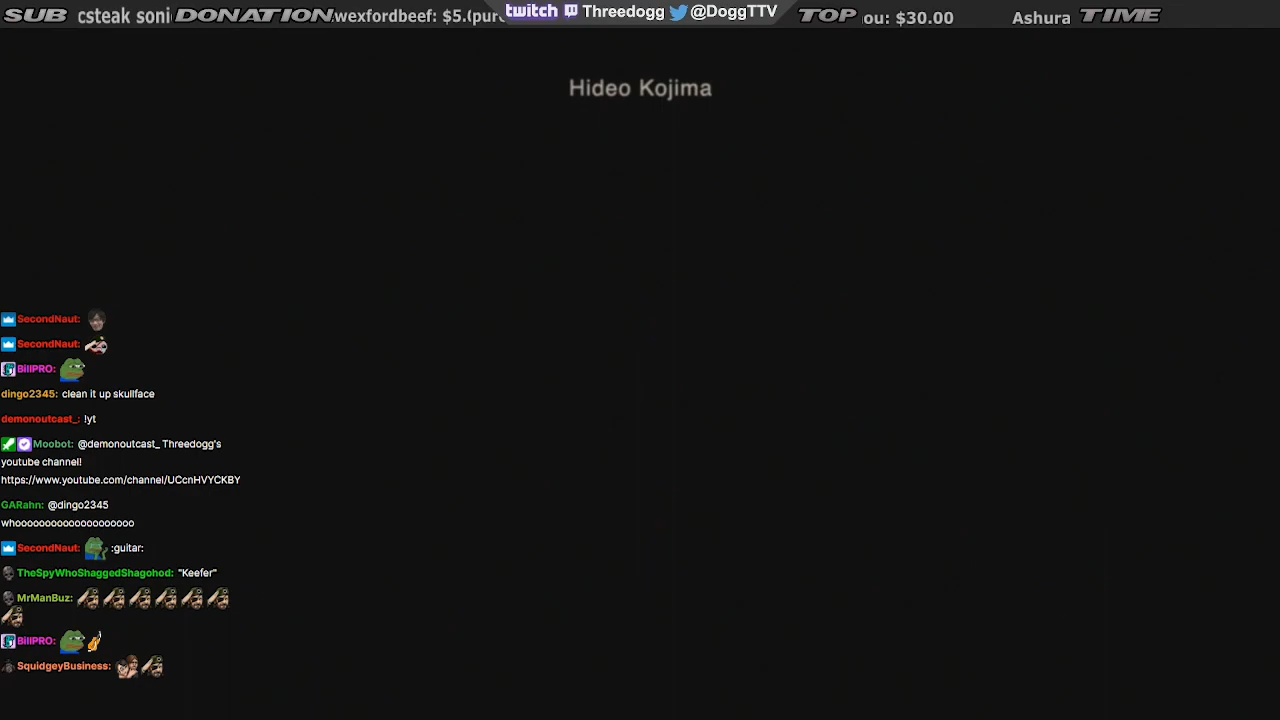 SUB csteak soni DONATION wexfordbeef: $5.( twitch Threedogg @DoggTTV TOP ou: $30.00 Ashura TIME
Hideo Kojima
SecondNaut:
SecondNaut:
BillPRO:
dingo2345: clean it up skullface
demonoutcast_: !yt
Moobot: @demonoutcast_ Threedogg's
youtube channel!
https://www.youtube.com/channel/UCcnHVYCKBY
GARahn: @dingo2345
whoooooooooooooooooooo
SecondNaut: :guitar:
TheSpyWhoShaggedShagohod: "Keefer"
MrManBuz:
BillPRO:
SquidgeyBusiness: